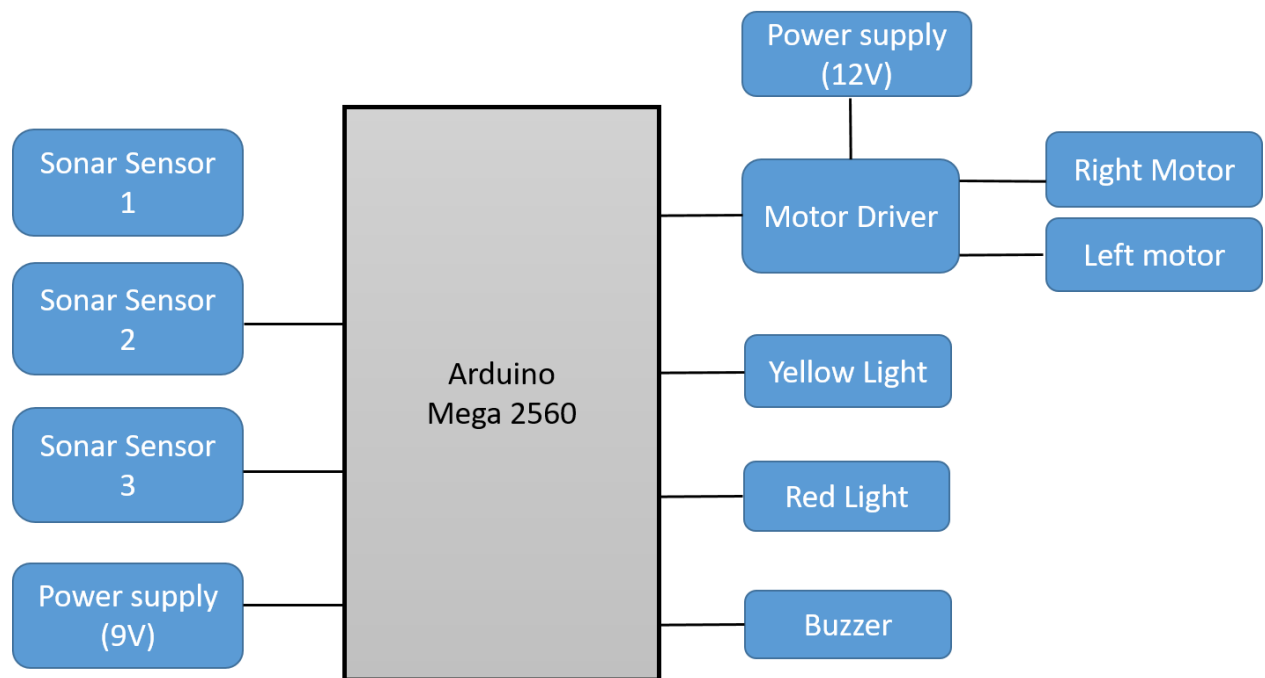 Power supply
(12V)
Sonar Sensor
1
Right Motor
Motor Driver
Left motor
Sonar Sensor
2
Arduino
Mega 2560
Yellow Light
Sonar Sensor
3
Red Light
Power supply
(9V)
Buzzer